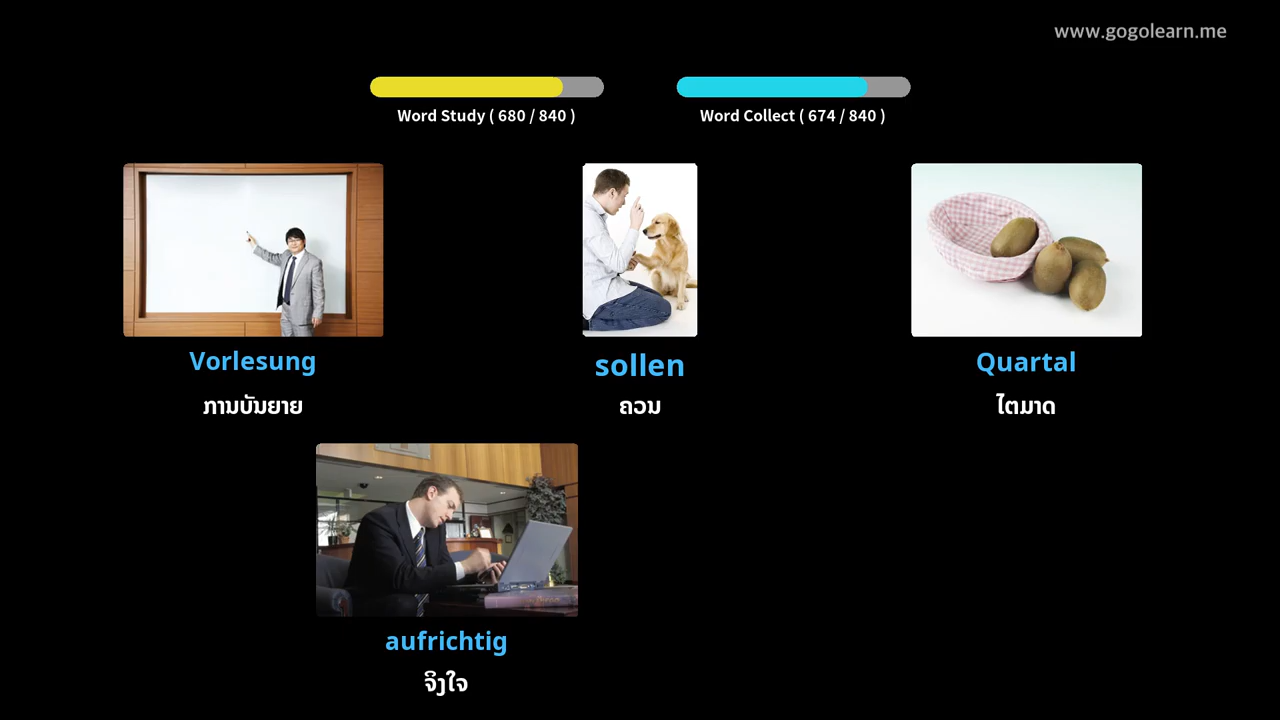 www.gogolearn.me
Word Study ( 680 / 840 )
Word Collect ( 674 / 840 )
Vorlesung
ການບັນຍາຍ
sollen
ຄວນ
Quartal
ໄຕມາດ
aufrichtig
ຈິງໃຈ